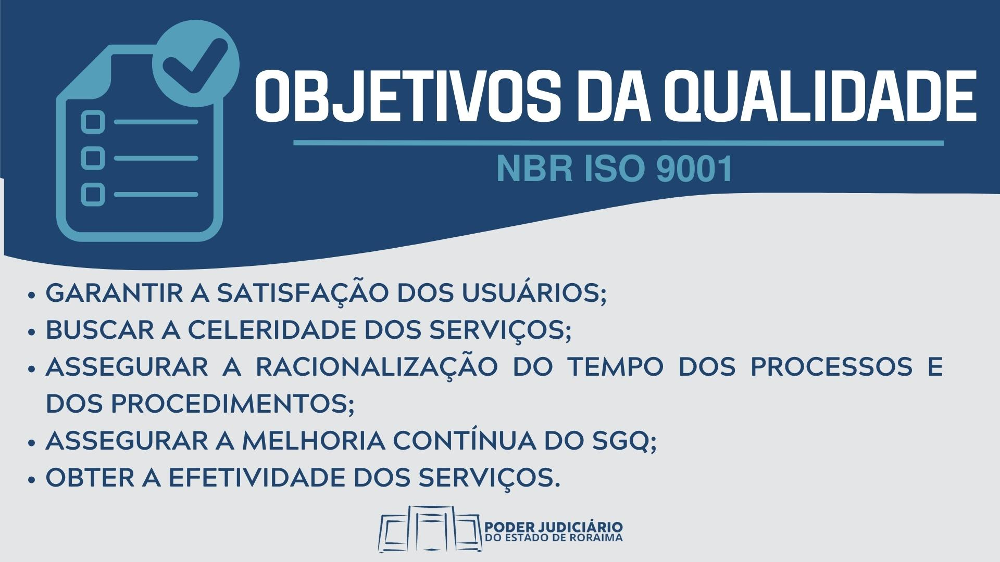 OBJETIVOS DA QUALIDADE
NBR ISO 9001
• GARANTIR A SATISFAÇÃO DOS USUÁRIOS;
• BUSCAR A CELERIDADE DOS SERVIÇOS;
• ASSEGURAR A RACIONALIZAÇÃO DO TEMPO DOS PROCESSOS E
DOS PROCEDIMENTOS;
• ASSEGURAR A MELHORIA CONTÍNUA DO SGQ;
• OBTER A EFETIVIDADE DOS SERVIÇOS.
PODER JUDICIÁRIO
DO ESTADO DE RORAIMA